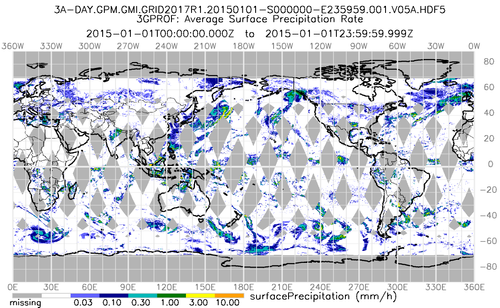 3A-DAY.GPM.GMI.GRID2017R1.20150101-S000000-E235959.001.V05A.HDF5
3GPROF: Average Surface Precipitation Rate
2015-01-01T00:00:00.000Z to 2015-01-01T23:59:59.999Z
360W 330W 300W 270W 240W 210W 180W 150W 120W 90W 60W 30W 0W
80
60
40
20
0
-20
-40
-60
-80
0E 30E 60E 90E 120E 150E 180E 210E 240E 270E 300E 330E 360E
missing 0.03 0.10 0.30 1.00 3.00 10.00 surfacePrecipitation (mm/h)